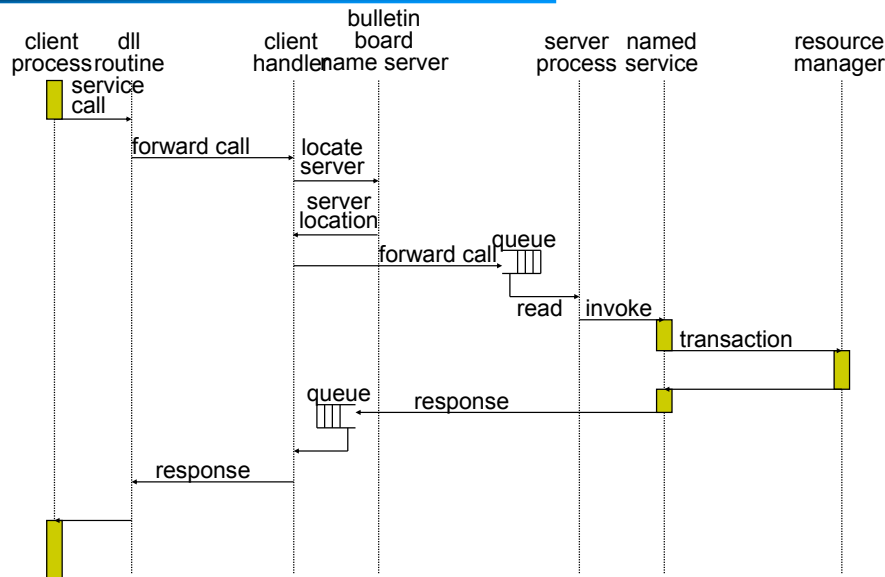 client process
dll routine
client handler
bulletin board name server
server process
named service
resource manager
service call
forward call
locate server
server location
forward call
queue
read
invoke
transaction
queue
response
response